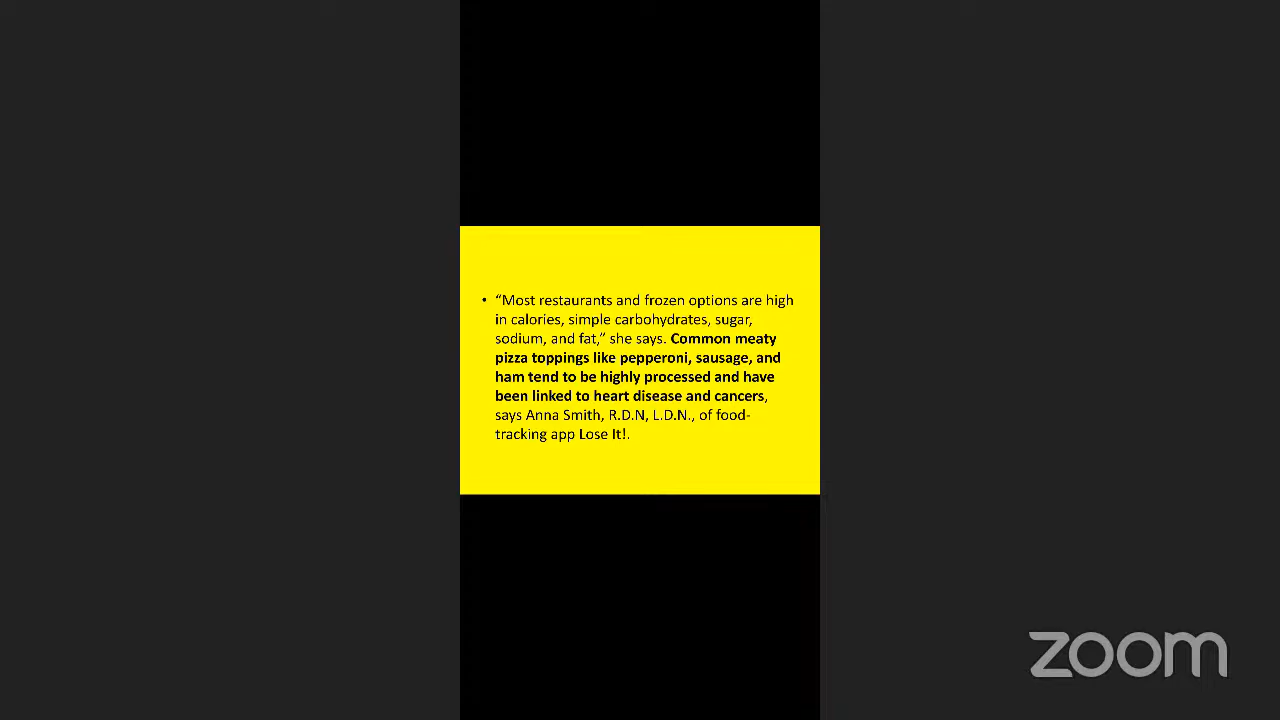 • “Most restaurants and frozen options are high
in calories, simple carbohydrates, sugar,
sodium, and fat,” she says. Common meaty
pizza toppings like pepperoni, sausage, and
ham tend to be highly processed and have
been linked to heart disease and cancers,
says Anna Smith, R.D.N, L.D.N., of food-
tracking app Lose It!.
zoom